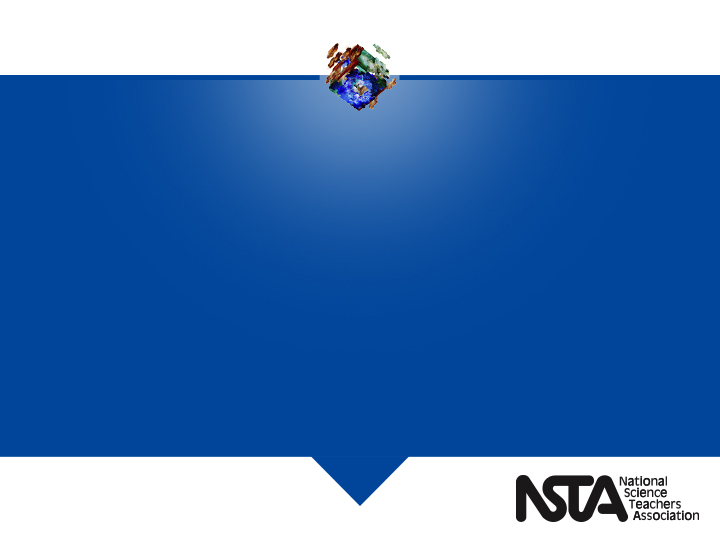 NSTA
National
Science
Teachers
Association